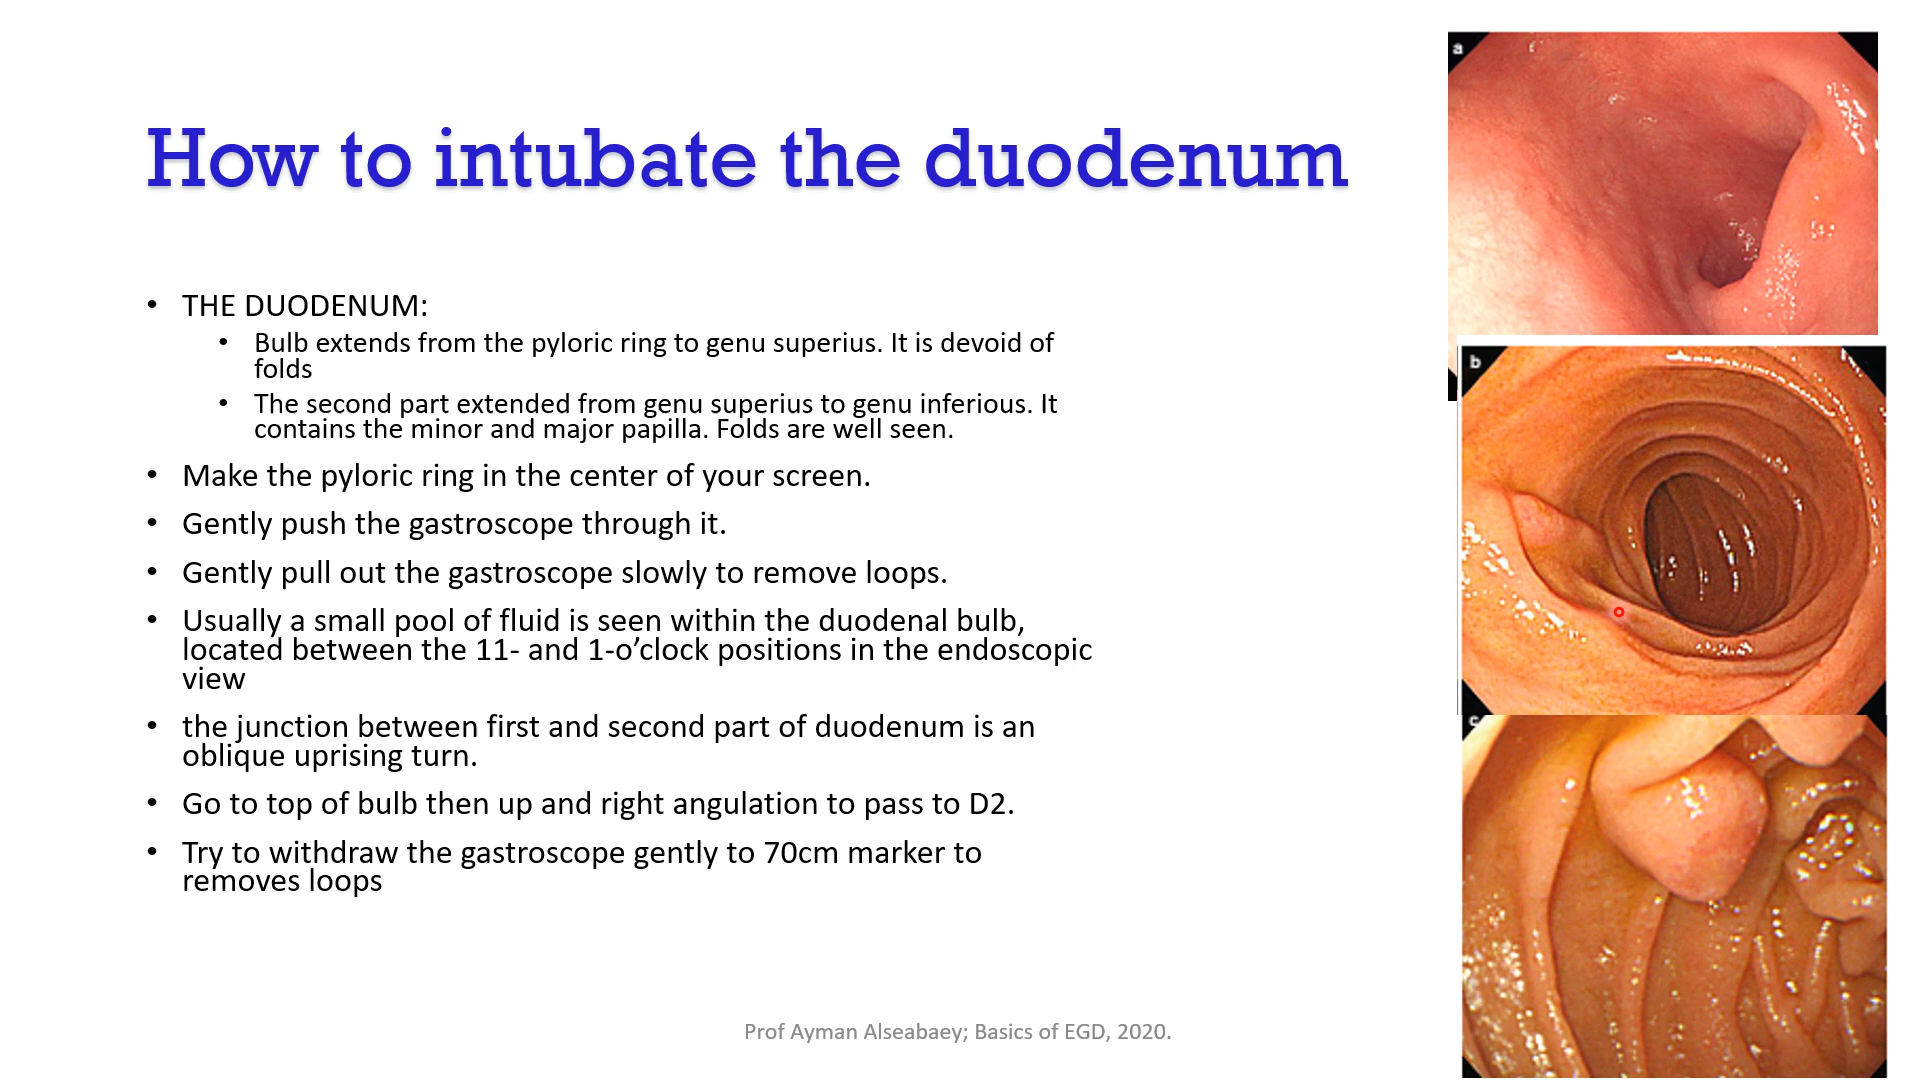 How to intubate the duodenum
• THE DUODENUM:
• Bulb extends from the pyloric ring to genu superius. It is devoid of
folds
• The second part extended from genu superius to genu inferious. It
contains the minor and major papilla. Folds are well seen.
• Make the pyloric ring in the center of your screen.
• Gently push the gastroscope through it.
• Gently pull out the gastroscope slowly to remove loops.
• Usually a small pool of fluid is seen within the duodenal bulb,
located between the 11- and 1-o’clock positions in the endoscopic
view
• the junction between first and second part of duodenum is an
oblique uprising turn.
• Go to top of bulb then up and right angulation to pass to D2.
• Try to withdraw the gastroscope gently to 70cm marker to
removes loops
a
b
c
Prof Ayman Alseabaey; Basics of EGD, 2020.